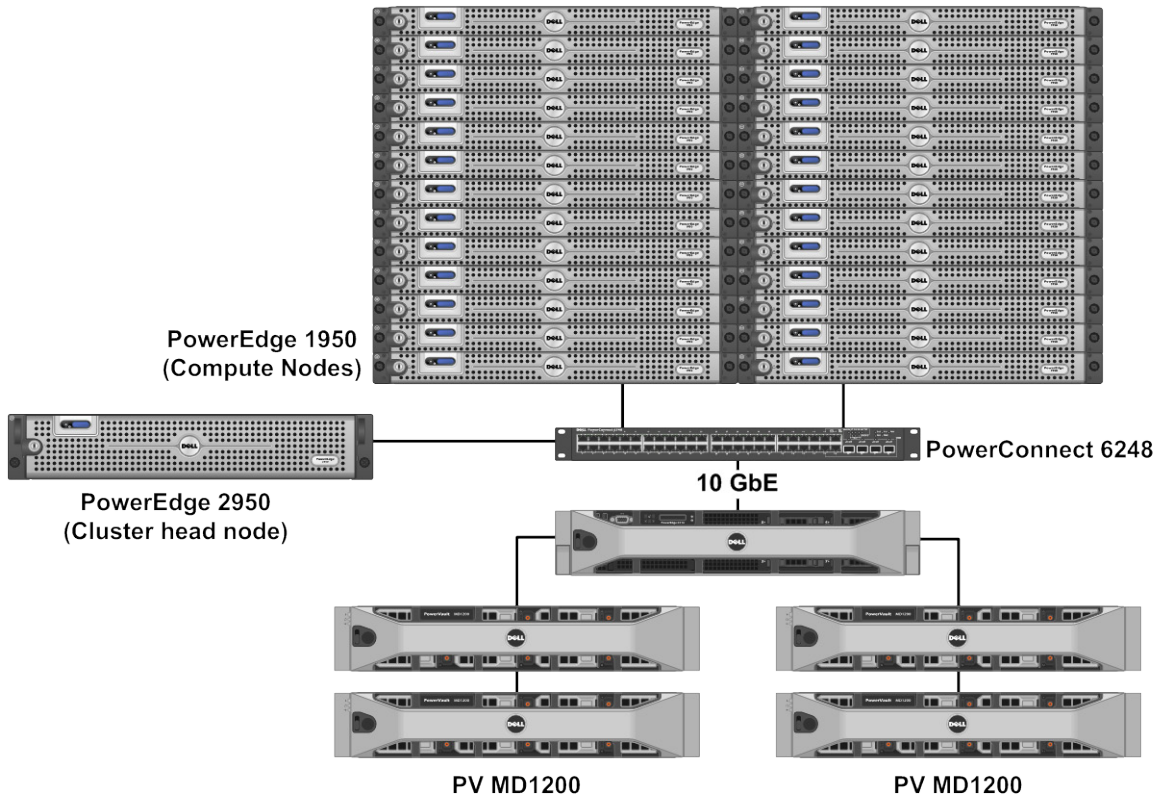 PowerEdge 1950
(Compute Nodes)
PowerConnect 6248
10 GbE
PowerEdge 2950
(Cluster head node)
PV MD1200
PV MD1200